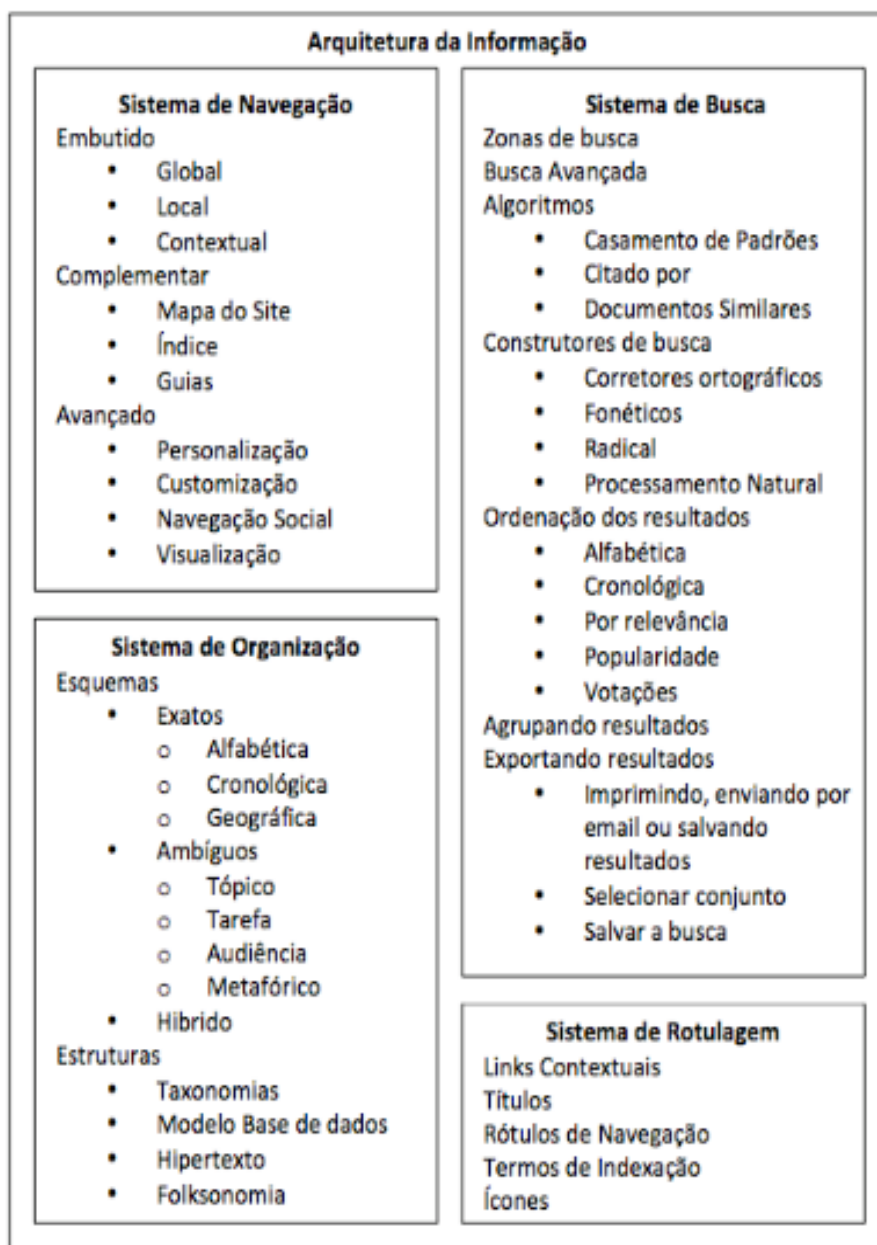 Arquitetura da Informação
Sistema de Navegação
Embutido
• Global
• Local
• Contextual
Complementar
• Mapa do Site
• Índice
• Guias
Avançado
• Personalização
• Customização
• Navegação Social
• Visualização
Sistema de Organização
Esquemas
• Exatos
o Alfabética
o Cronológica
o Geográfica
• Ambíguos
o Tópico
o Tarefa
o Audiência
o Metafórico
• Hibrido
Estruturas
• Taxonomias
• Modelo Base de dados
• Hipertexto
• Folksonomia
Sistema de Busca
Zonas de busca
Busca Avançada
Algoritmos
• Casamento de Padrões
• Citado por
• Documentos Similares
Construtores de busca
• Corretores ortográficos
• Fonéticos
• Radical
• Processamento Natural
Ordenação dos resultados
• Alfabética
• Cronológica
• Por relevância
• Popularidade
• Votações
Agrupando resultados
Exportando resultados
• Imprimindo, enviando por
email ou salvando
resultados
• Selecionar conjunto
• Salvar a busca
Sistema de Rotulagem
Links Contextuais
Títulos
Rótulos de Navegação
Termos de Indexação
Ícones